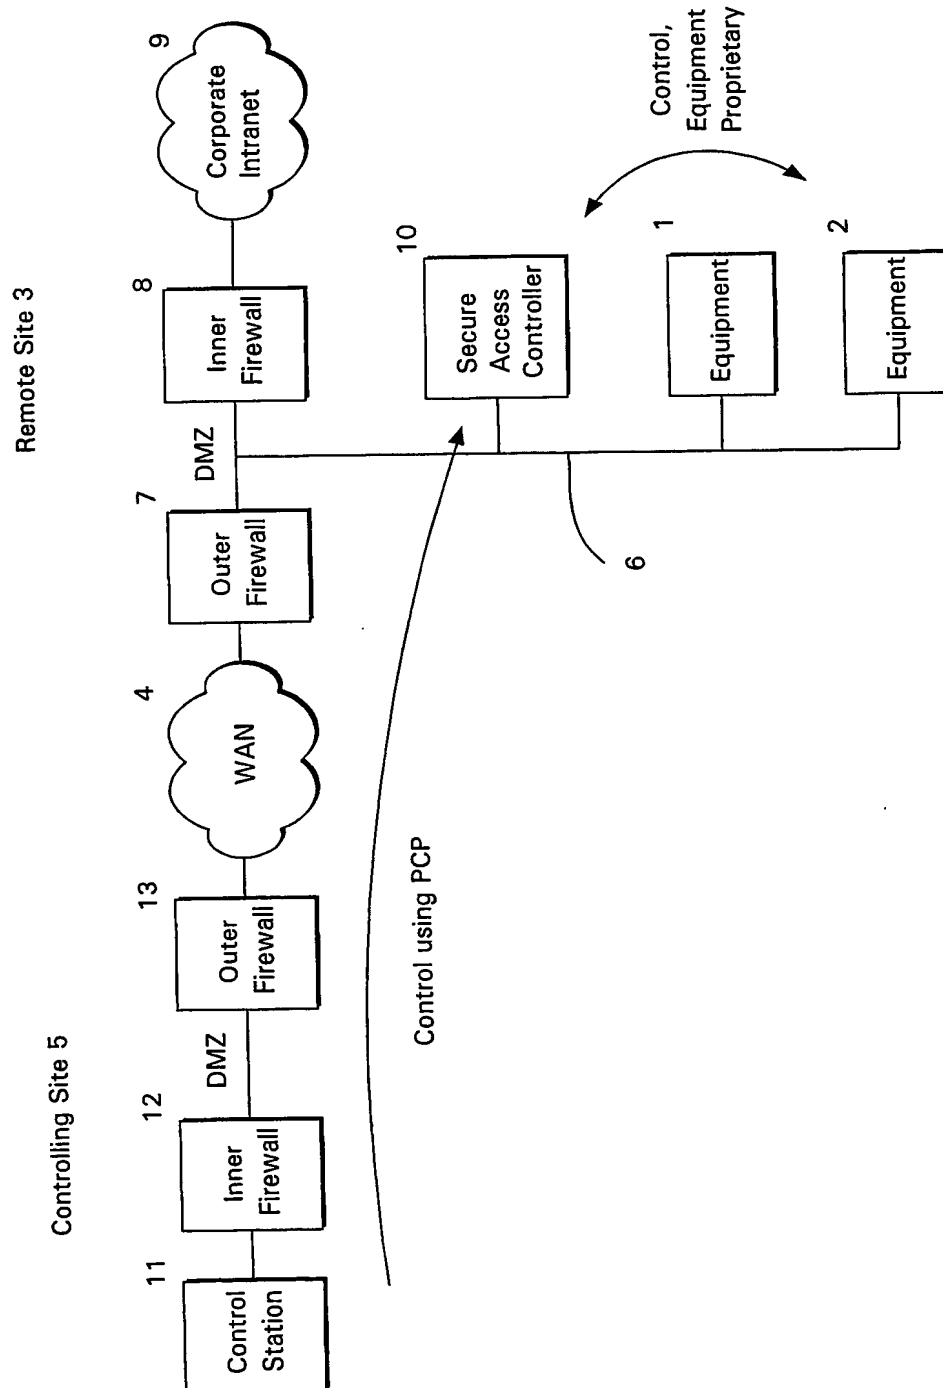 Controlling Site 5
Remote Site 3
11
Control
Station
12
Inner
Firewall
DMZ
13
Outer
Firewall
4
WAN
7
Outer
Firewall
DMZ
8
Inner
Firewall
9
Corporate
Intranet
Control using PCP
6
10
Secure
Access
Controller
1
Equipment
2
Equipment
Control,
Equipment
Proprietary